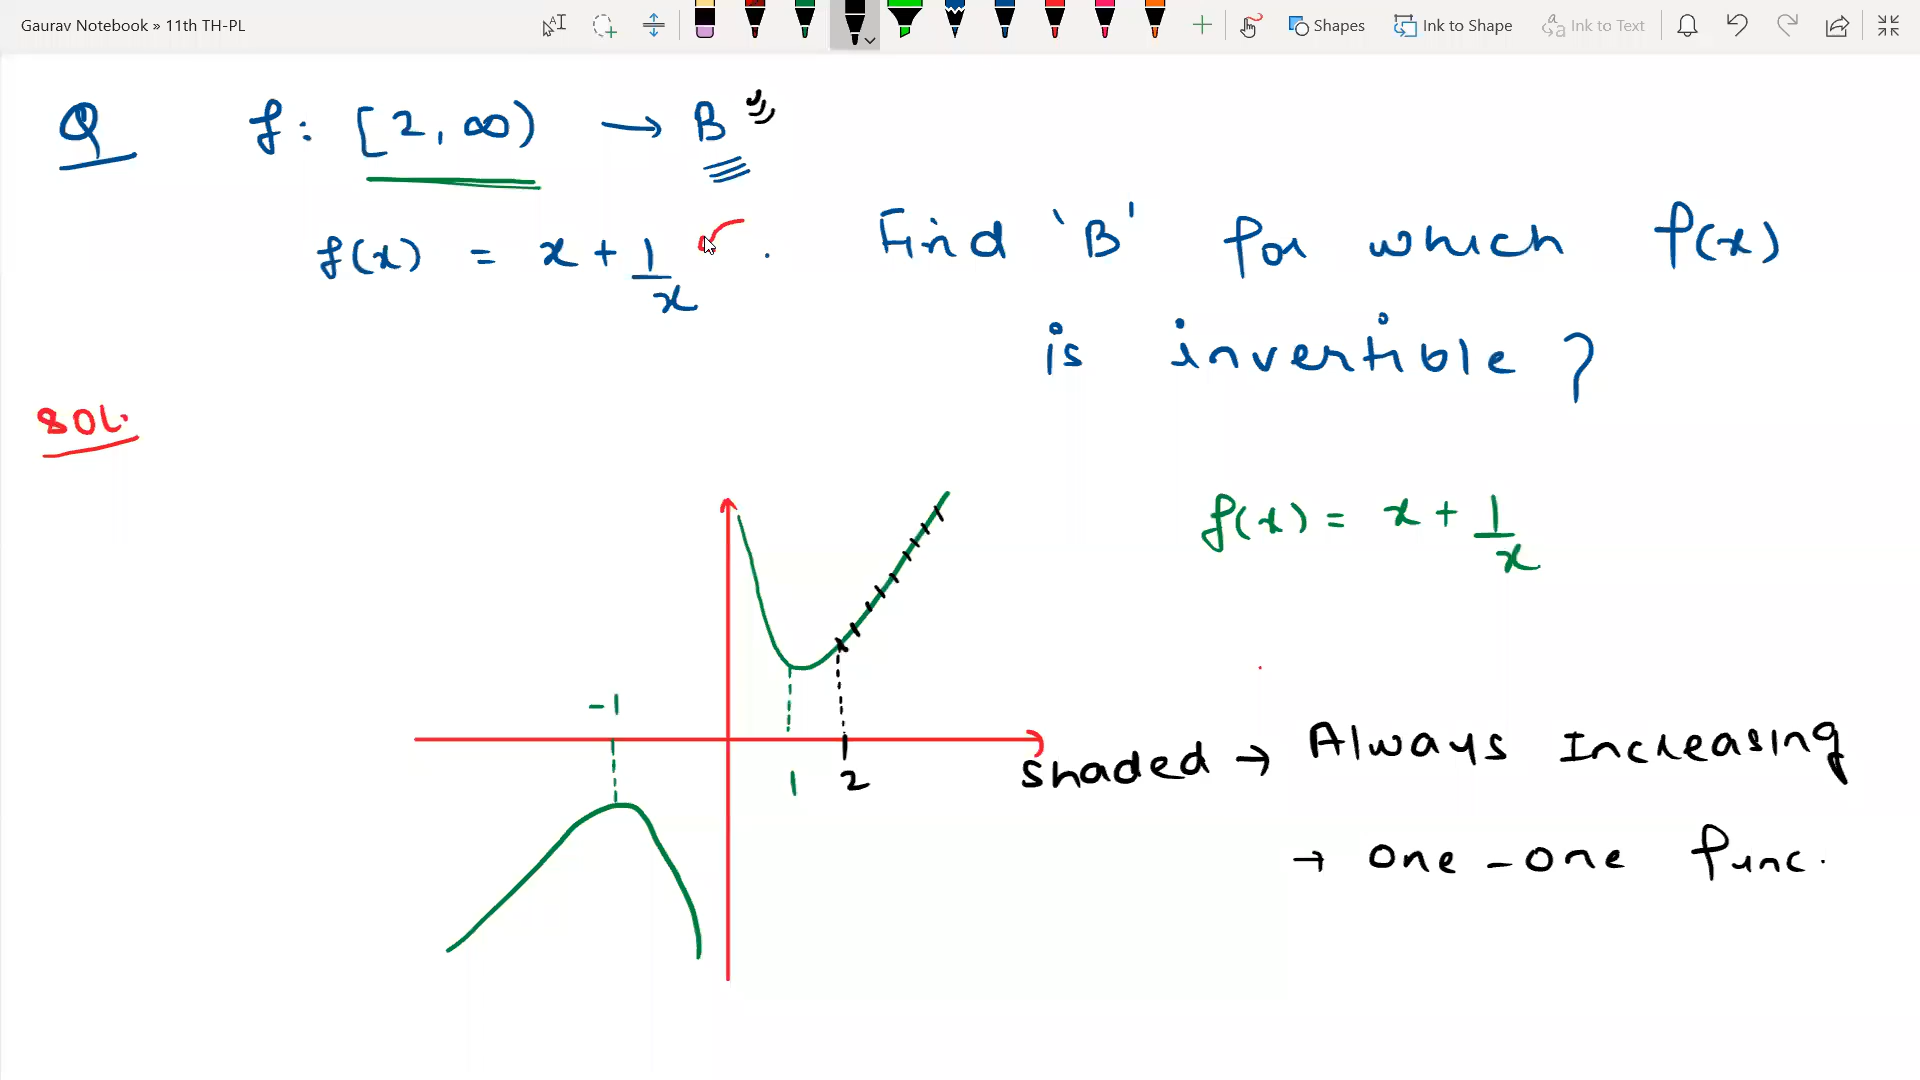 Gaurav Notebook » 11th TH-PL
Shapes Ink to Shape Ink to Text
Q f: [2, ∞) → B
f(x) = x + 1/x . Find 'B' for which f(x)
is invertible ?
SOL.
f(x) = x + 1/x
-1
1 2
Shaded → Always Increasing
→ One - One func.